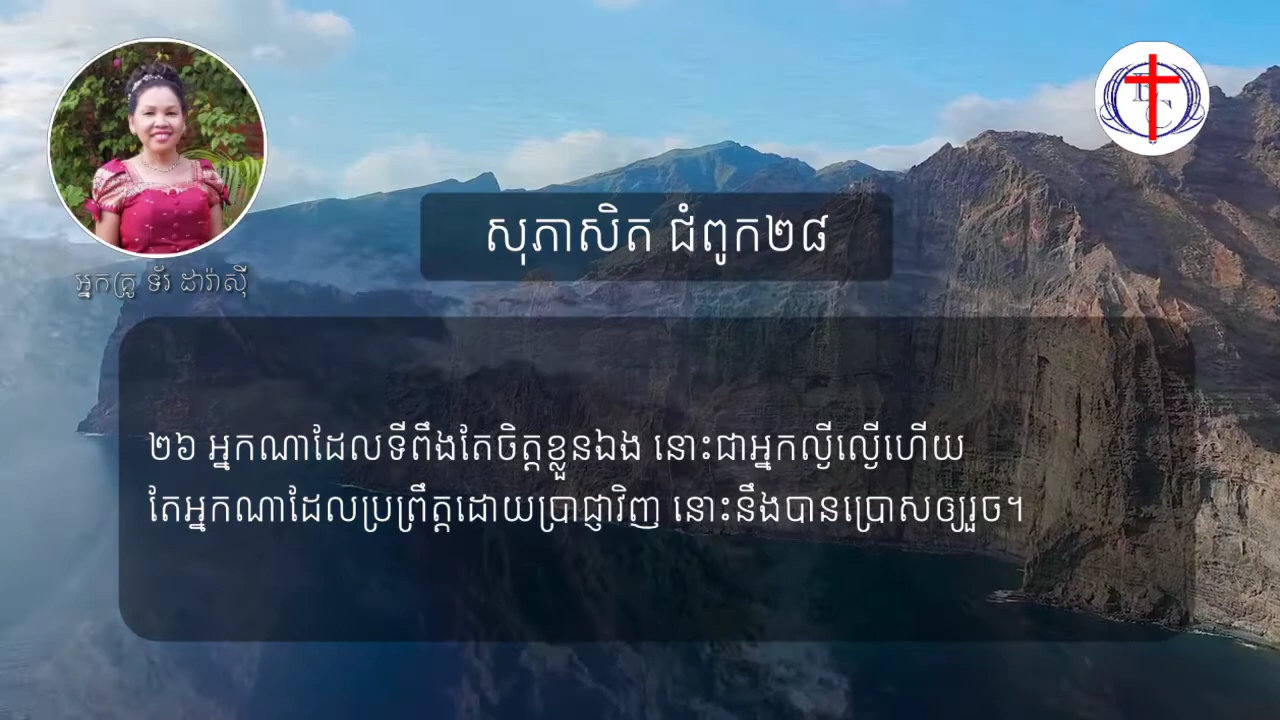 អ្នកគ្រូ ទ័រ ដារ៉ាស៊ី
សុភាសិត ជំពូក២៨
២៦ អ្នកណាដែលទីពឹងតែចិត្តខ្លួនឯង នោះជាអ្នកល្ងីល្ងើហើយ
តែអ្នកណាដែលប្រព្រឹត្តដោយប្រាជ្ញាវិញ នោះនឹងបានប្រោសឲ្យរួច។